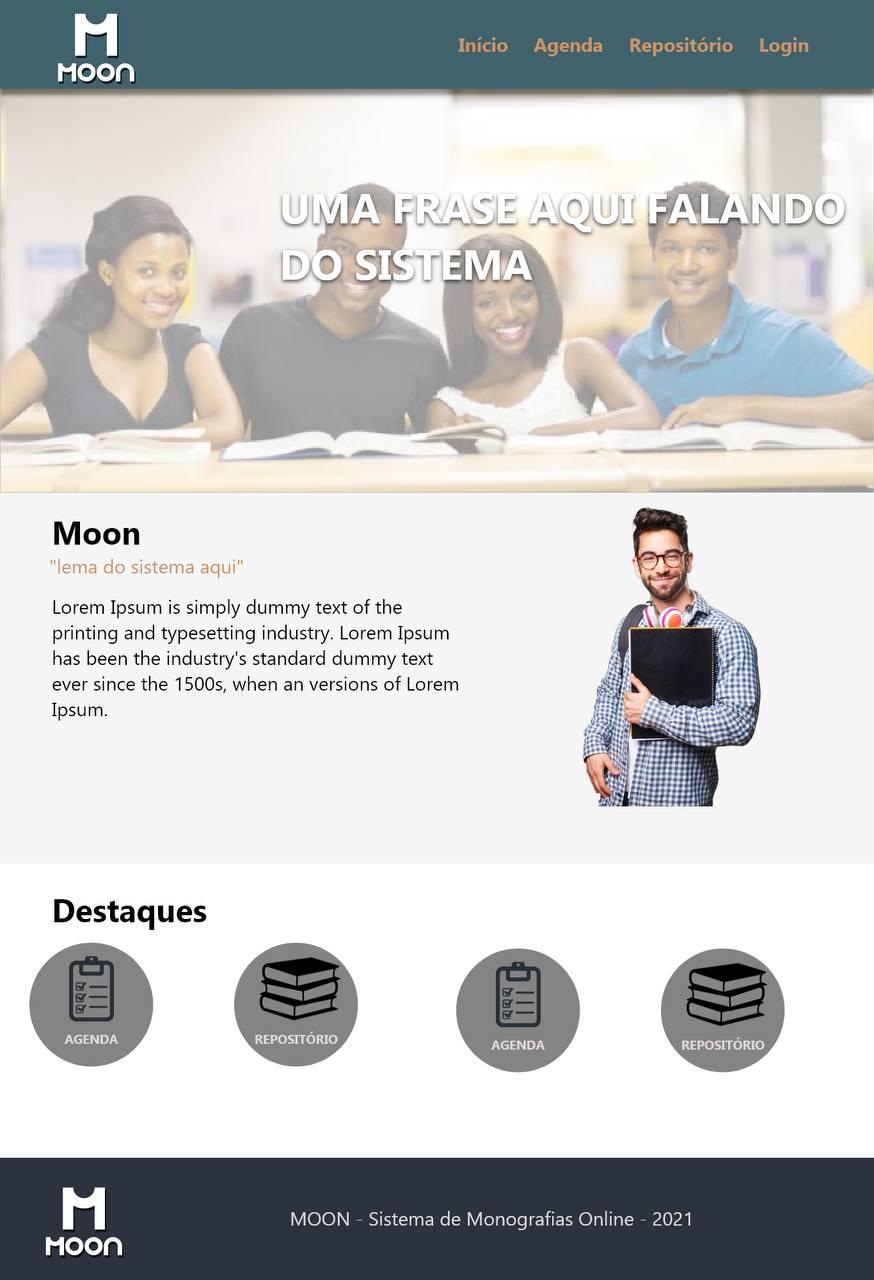 M
MOON
Início Agenda Repositório Login
UMA FRASE AQUI FALANDO
DO SISTEMA
Moon
"lema do sistema aqui"
Lorem Ipsum is simply dummy text of the
printing and typesetting industry. Lorem Ipsum
has been the industry's standard dummy text
ever since the 1500s, when an versions of Lorem
Ipsum.
Destaques
AGENDA
REPOSITÓRIO
AGENDA
REPOSITÓRIO
M
MOON
MOON - Sistema de Monografias Online - 2021